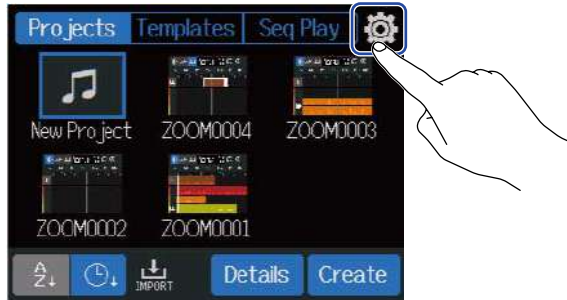 Projects Templates Seq Play
New Project ZOOM0004 ZOOM0003
ZOOM0002 ZOOM0001
A Z IMPORT Details Create